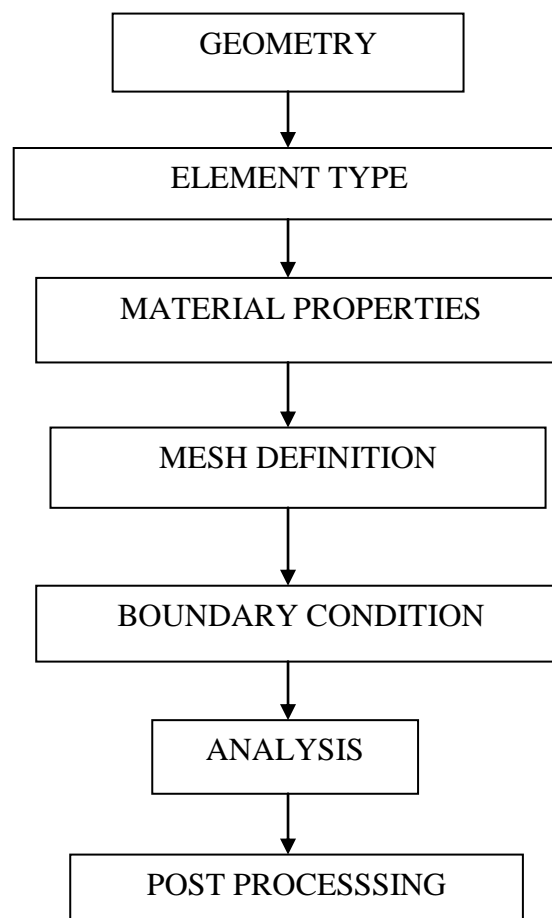 GEOMETRY
ELEMENT TYPE
MATERIAL PROPERTIES
MESH DEFINITION
BOUNDARY CONDITION
ANALYSIS
POST PROCESSSING